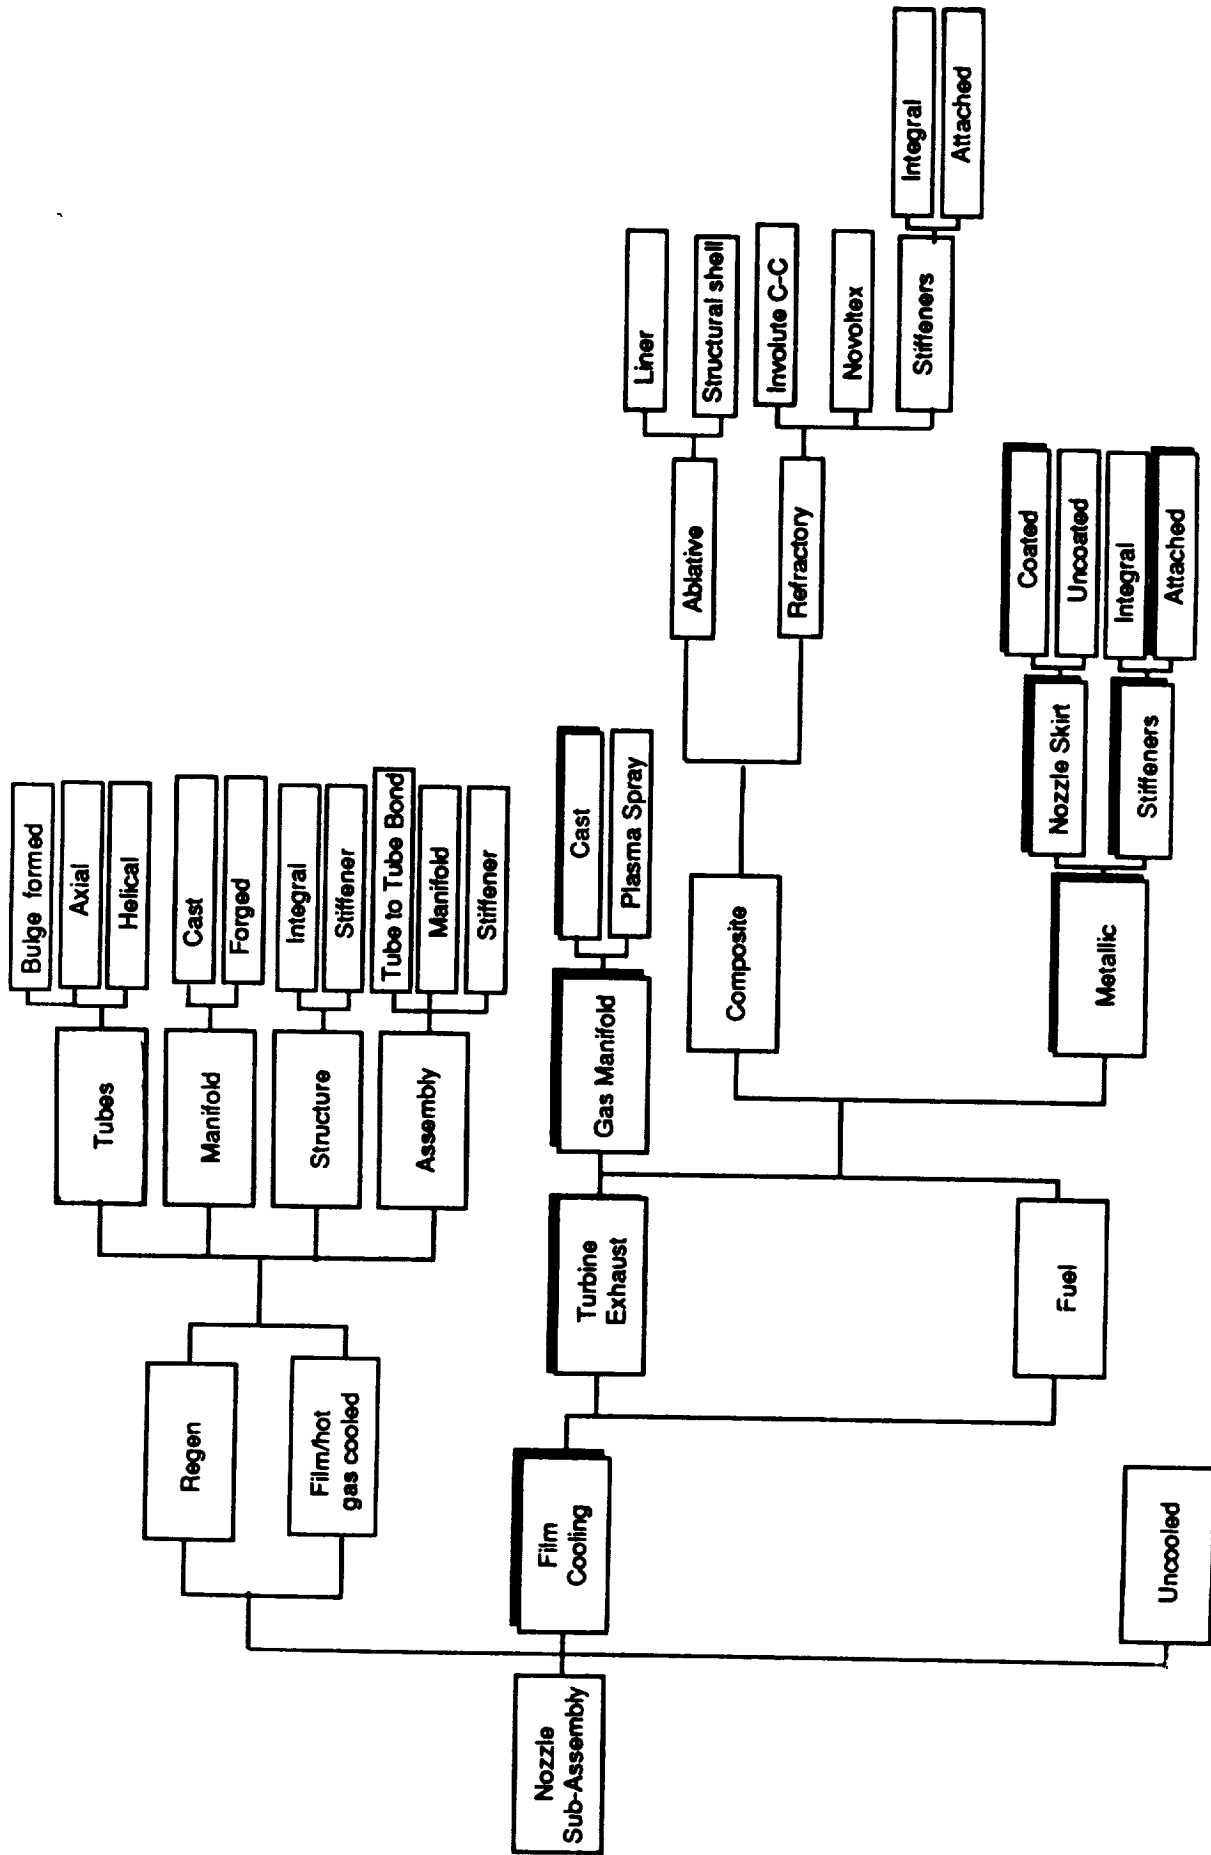 Nozzle
Sub-Assembly
Regen
Film/hot
gas cooled
Tubes
Bulge formed
Axial
Helical
Manifold
Cast
Forged
Structure
Integral
Stiffener
Assembly
Tube to Tube Bond
Manifold
Stiffener
Film
Cooling
Turbine
Exhaust
Gas Manifold
Cast
Plasma Spray
Fuel
Composite
Ablative
Liner
Structural shell
Refractory
Involute C-C
Novoltex
Stiffeners
Integral
Attached
Metallic
Nozzle Skirt
Coated
Uncoated
Stiffeners
Integral
Attached
Uncooled